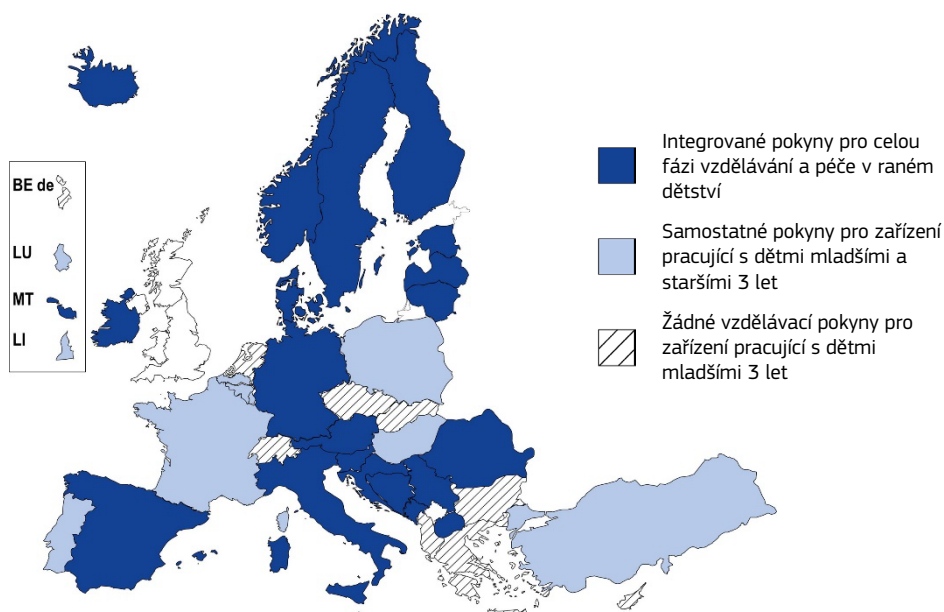 BE de
LU
MT
LI
Integrované pokyny pro celou
fázi vzdělávání a péče v raném
dětství
Samostatné pokyny pro zařízení
pracující s dětmi mladšími a
staršími 3 let
Žádné vzdělávací pokyny pro
zařízení pracující s dětmi
mladšími 3 let